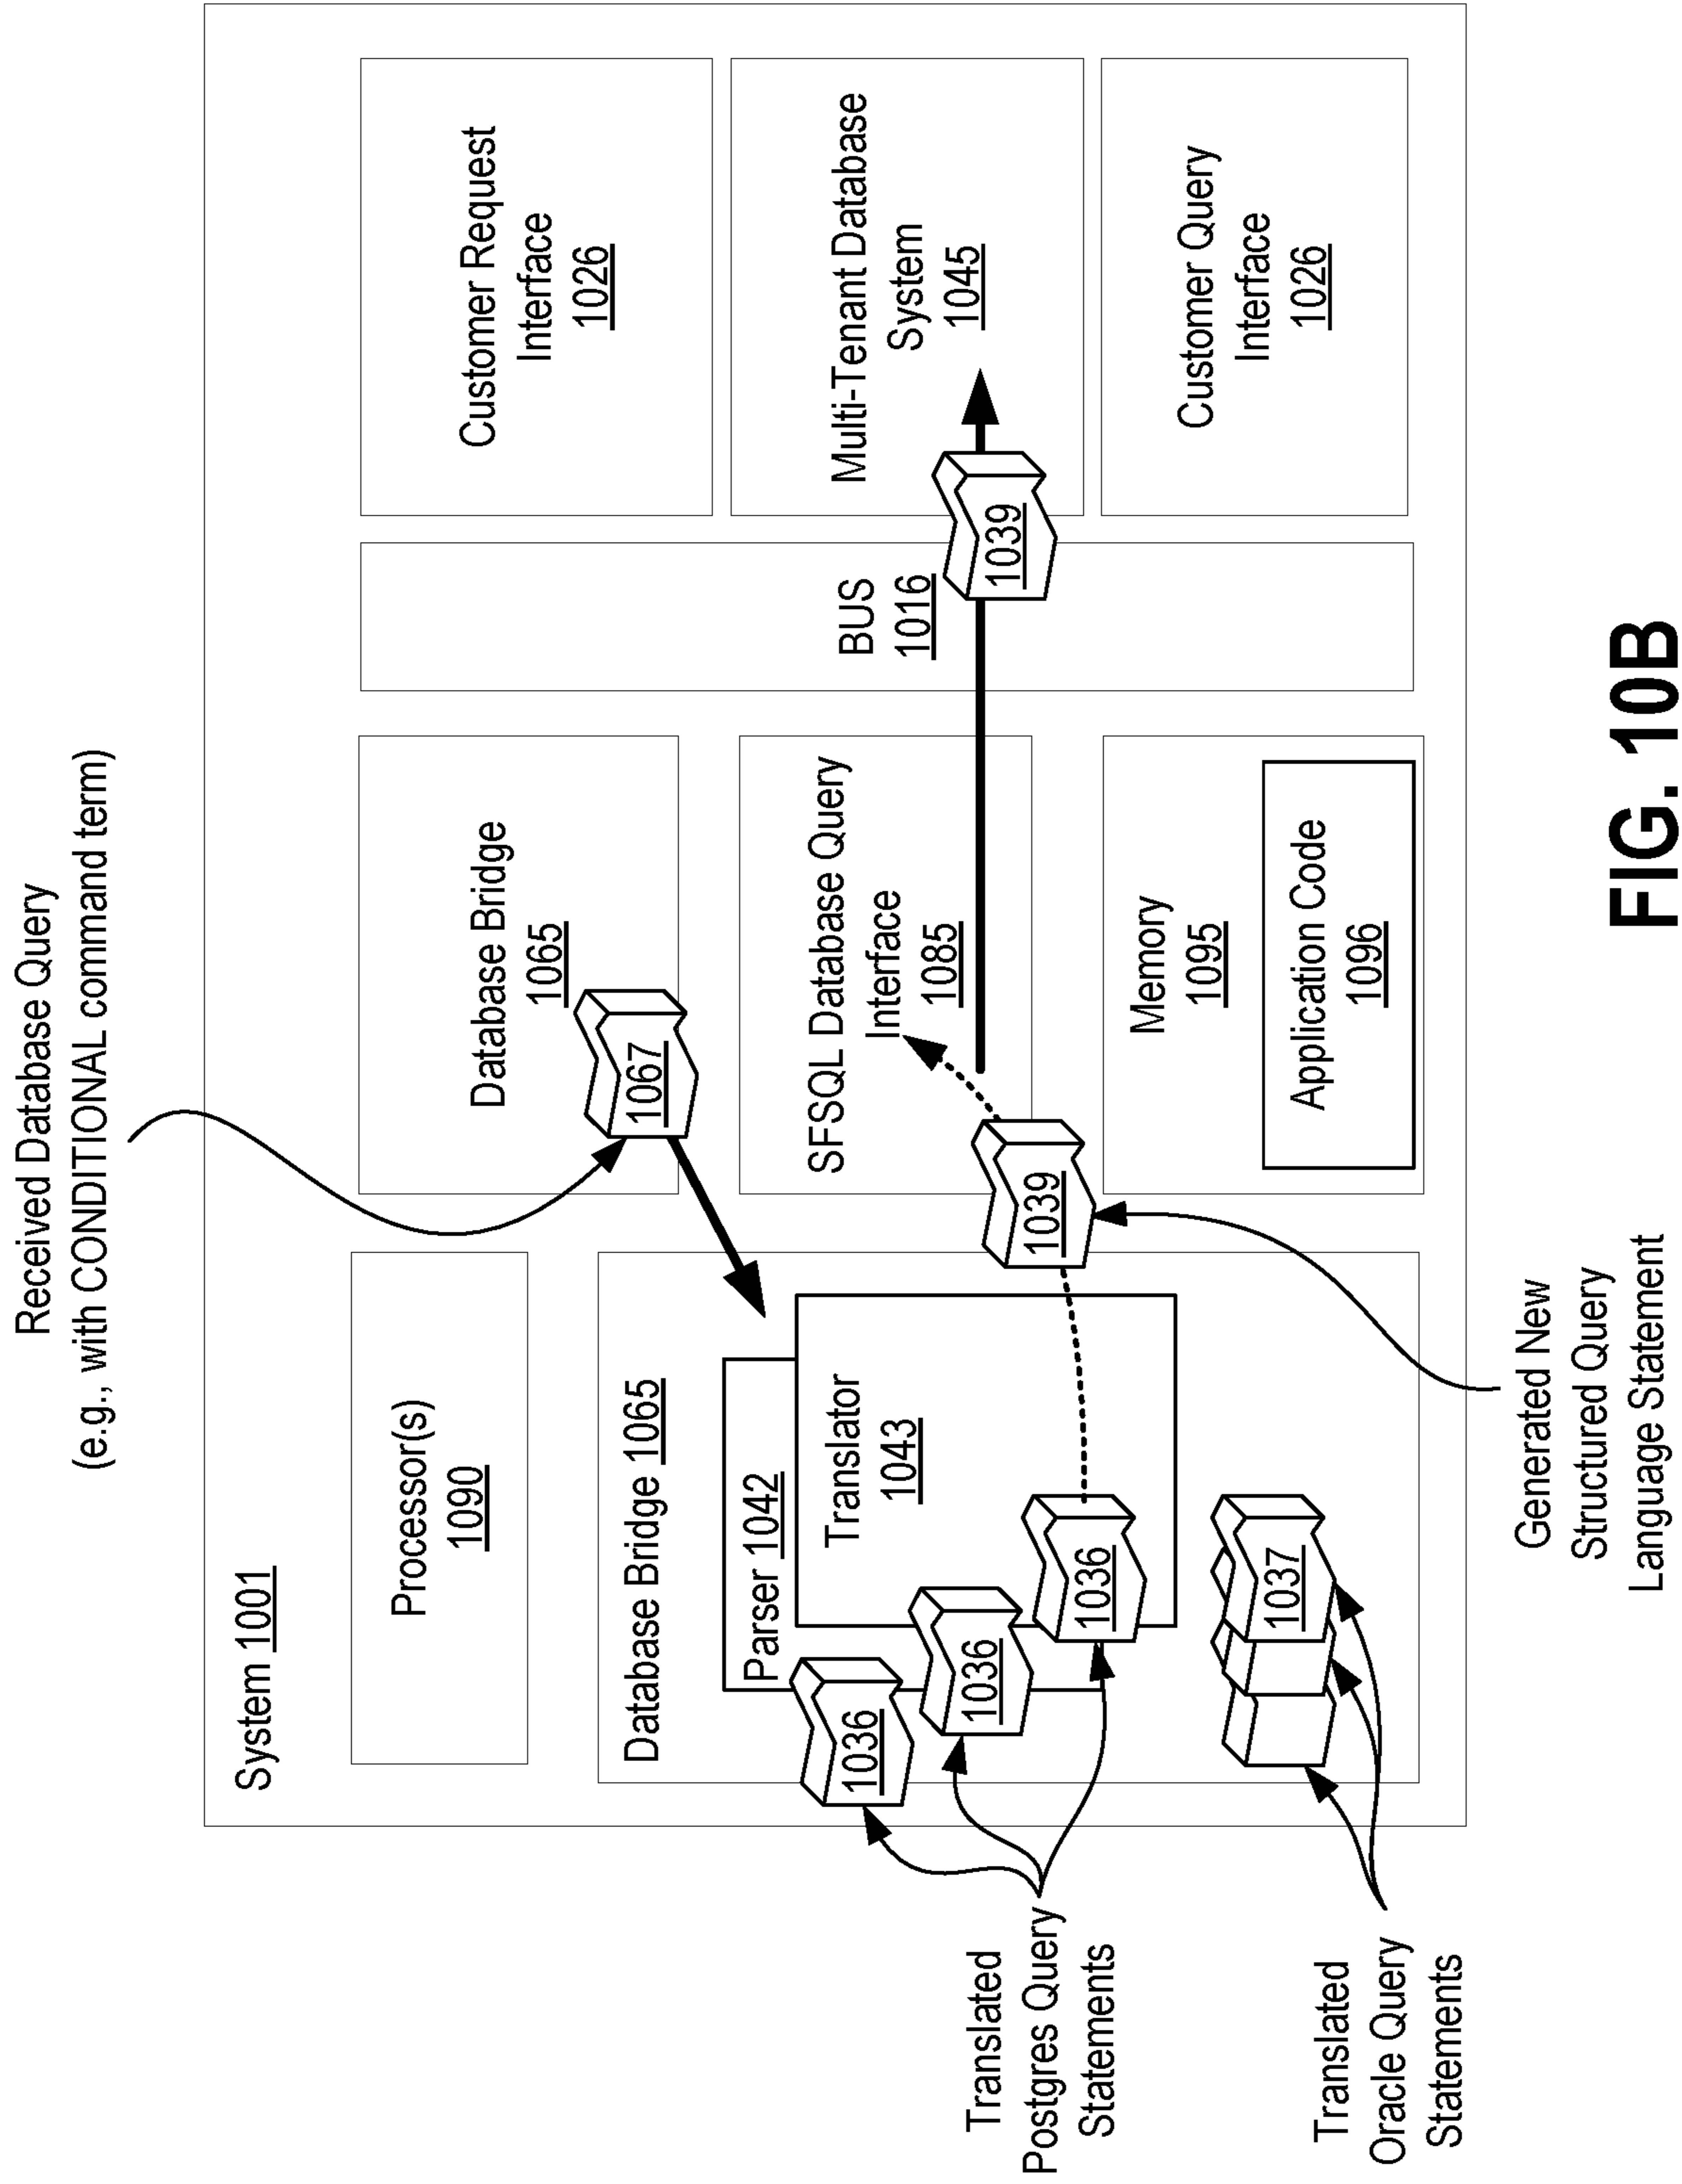 Received Database Query
(e.g., with CONDITIONAL command term)
System 1001
Processor(s)
1090
Database Bridge
1065
1067
Customer Request
Interface
1026
Database Bridge 1065
Parser 1042
Translator
1043
1036
1036
1036
1037
SFSQL Database Query
Interface
1085
1039
BUS
1016
1039
Multi-Tenant Database
System
1045
Memory
1095
Application Code
1096
Customer Query
Interface
1026
Translated
Postgres Query
Statements
Translated
Oracle Query
Statements
Generated New
Structured Query
Language Statement
FIG. 10B